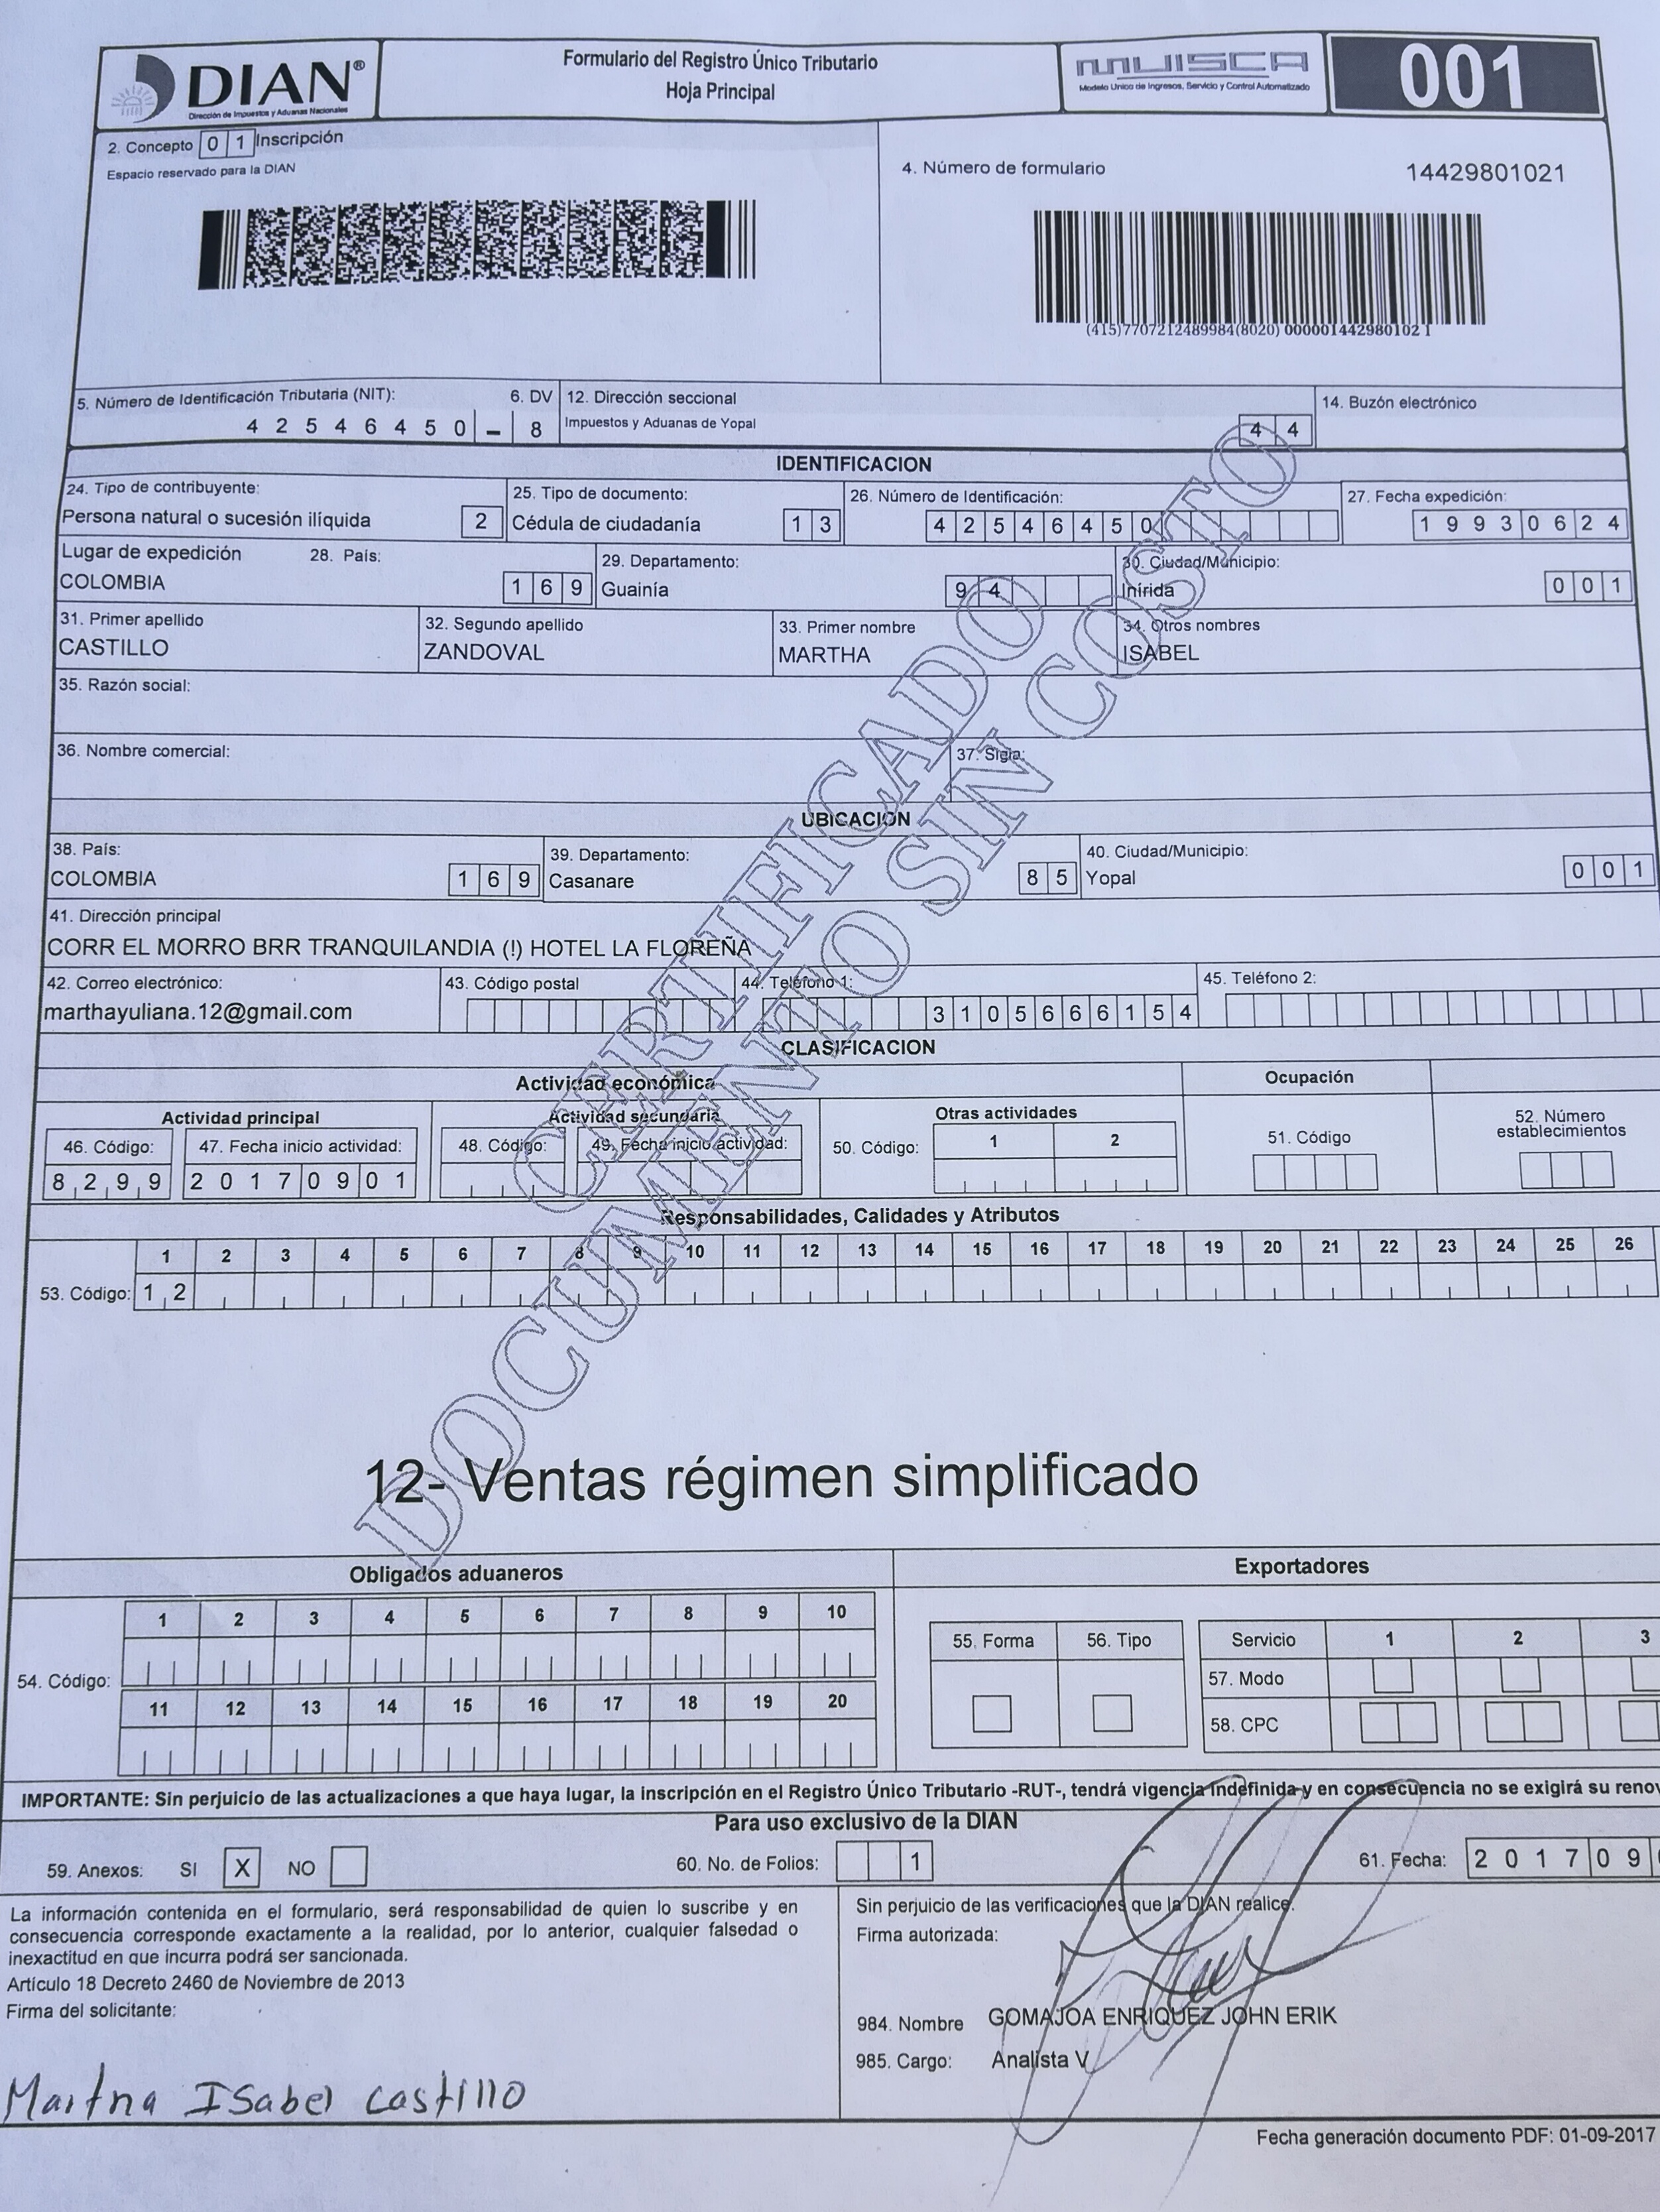 DIAN®
Dirección de Impuestos y Aduanas Nacionales
Formulario del Registro Único Tributario
Hoja Principal
MUISCA
Modelo Unico de Ingresos, Servicio y Control Automatizado
001
2. Concepto 0 1 Inscripción
Espacio reservado para la DIAN
4. Número de formulario 14429801021
(415)7707212489984(8020) 000001442980102 1
5. Número de Identificación Tributaria (NIT): 6. DV 12. Dirección seccional 14. Buzón electrónico
4 2 5 4 6 4 5 0 - 8 Impuestos y Aduanas de Yopal 4 4
IDENTIFICACION
24. Tipo de contribuyente: 25. Tipo de documento: 26. Número de Identificación: 27. Fecha expedición:
Persona natural o sucesión ilíquida 2 Cédula de ciudadanía 1 3 4 2 5 4 6 4 5 0 1 9 9 3 0 6 2 4
Lugar de expedición 28. País: 29. Departamento: 30. Ciudad/Municipio:
COLOMBIA 1 6 9 Guainía 9 4 Inírida 0 0 1
31. Primer apellido 32. Segundo apellido 33. Primer nombre 34. Otros nombres
CASTILLO ZANDOVAL MARTHA ISABEL
35. Razón social:
36. Nombre comercial: 37. Sigla:
UBICACION
38. País: 39. Departamento: 40. Ciudad/Municipio:
COLOMBIA 1 6 9 Casanare 8 5 Yopal 0 0 1
41. Dirección principal
CORR EL MORRO BRR TRANQUILANDIA (!) HOTEL LA FLOREÑA
42. Correo electrónico: 43. Código postal 44. Teléfono 1: 45. Teléfono 2:
marthayuliana.12@gmail.com 3 1 0 5 6 6 6 1 5 4
CLASIFICACION
Actividad económica Ocupación
Actividad principal Actividad secundaria Otras actividades 52. Número
establecimientos
46. Código: 47. Fecha inicio actividad: 48. Código: 49. Fecha inicio actividad: 50. Código: 1 2 51. Código
8 2 9 9 2 0 1 7 0 9 0 1
Responsabilidades, Calidades y Atributos
1 2 3 4 5 6 7 8 9 10 11 12 13 14 15 16 17 18 19 20 21 22 23 24 25 26
53. Código: 1 2
12- Ventas régimen simplificado
CERTIFICADO
DOCUMENTO SIN COSTO
Obligados aduaneros Exportadores
1 2 3 4 5 6 7 8 9 10
54. Código:
11 12 13 14 15 16 17 18 19 20
55. Forma 56. Tipo Servicio 1 2 3
57. Modo
58. CPC
IMPORTANTE: Sin perjuicio de las actualizaciones a que haya lugar, la inscripción en el Registro Único Tributario -RUT-, tendrá vigencia indefinida y en consecuencia no se exigirá su renov
Para uso exclusivo de la DIAN
59. Anexos: SI X NO 60. No. de Folios: 1 61. Fecha: 2 0 1 7 0 9
La información contenida en el formulario, será responsabilidad de quien lo suscribe y en
consecuencia corresponde exactamente a la realidad, por lo anterior, cualquier falsedad o
inexactitud en que incurra podrá ser sancionada.
Artículo 18 Decreto 2460 de Noviembre de 2013
Firma del solicitante:
Martha ISabel Castillo
Sin perjuicio de las verificaciones que la DIAN realice.
Firma autorizada:
984. Nombre GOMAJOA ENRIQUEZ JOHN ERIK
985. Cargo: Analista V
Fecha generación documento PDF: 01-09-2017